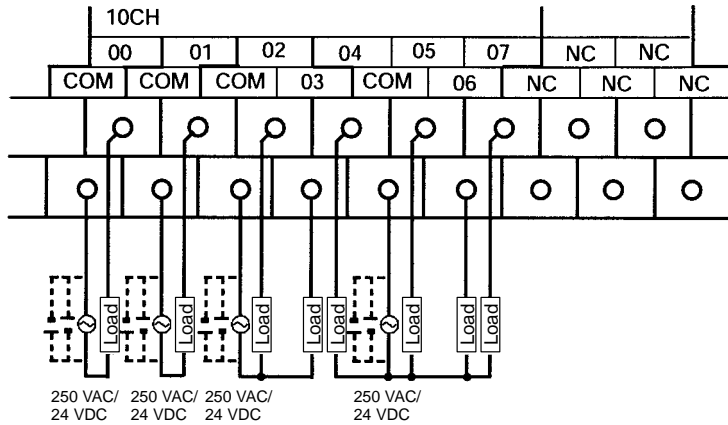 10CH
00 01 02 04 05 07 NC NC
COM COM COM 03 COM 06 NC NC NC
Load Load Load Load Load Load Load Load
250 VAC/ 250 VAC/ 250 VAC/ 250 VAC/
24 VDC 24 VDC 24 VDC 24 VDC